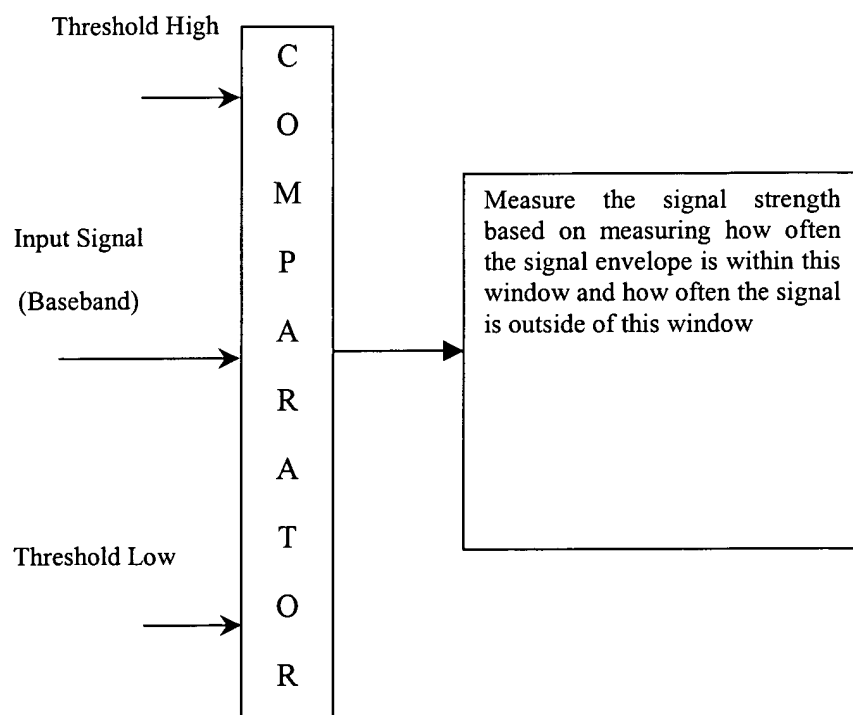 Threshold High
Input Signal
(Baseband)
Threshold Low
C
O
M
P
A
R
A
T
O
R
Measure the signal strength
based on measuring how often
the signal envelope is within this
window and how often the signal
is outside of this window